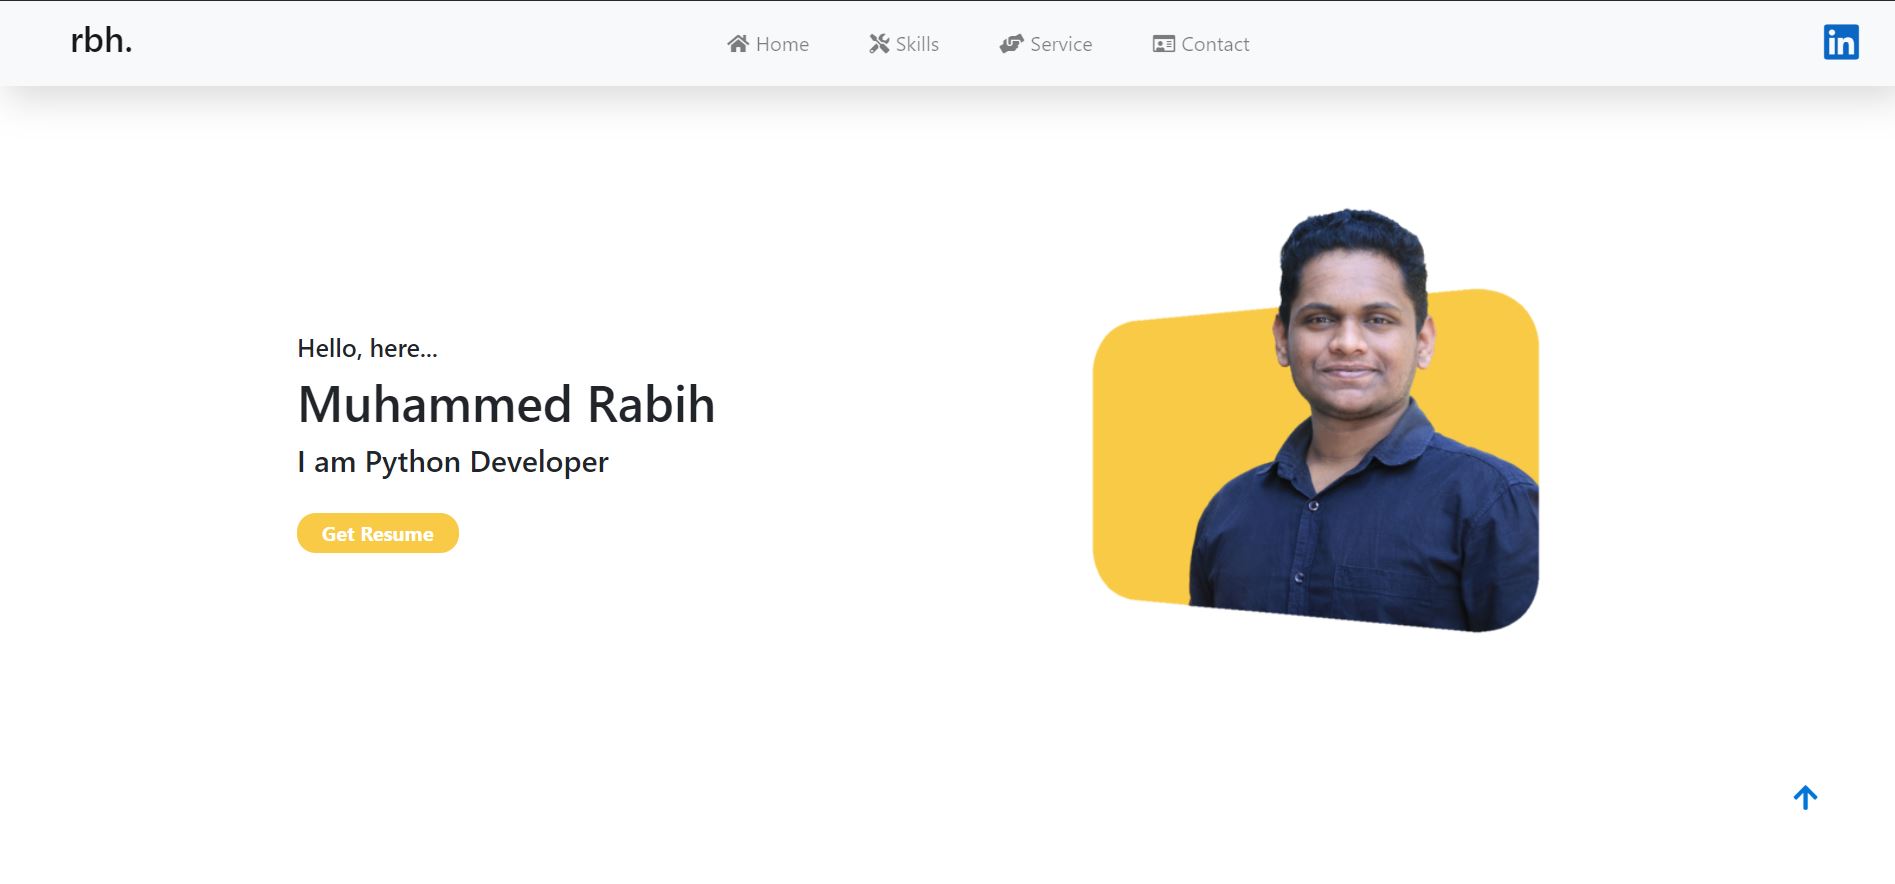 rbh.
Home Skills Service Contact
in
Hello, here...
Muhammed Rabih
I am Python Developer
Get Resume